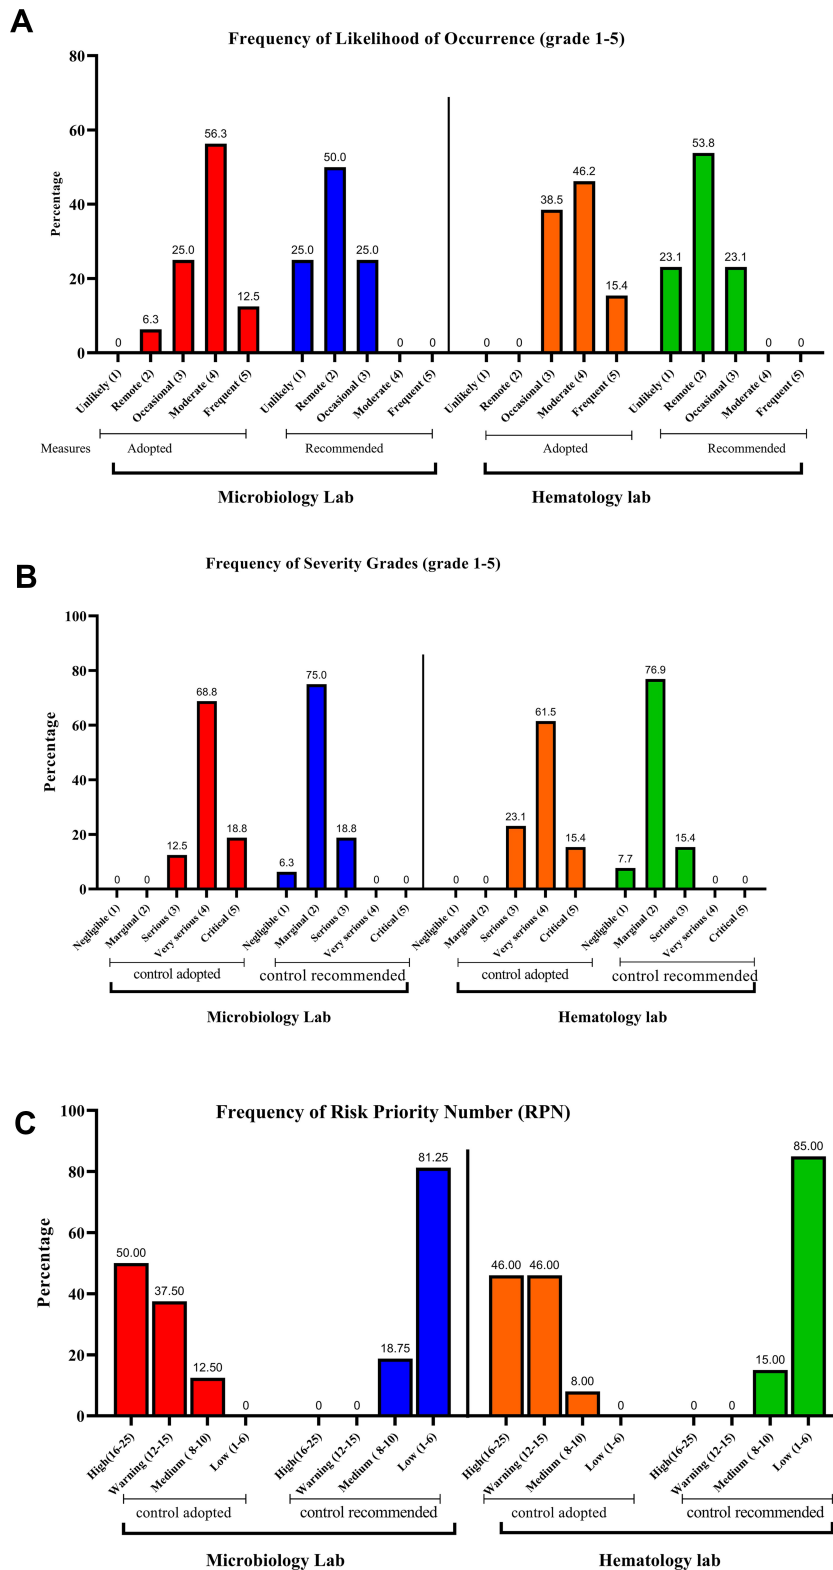 A
Frequency of Likelihood of Occurrence (grade 1-5)
Percentage
80
60
40
20
0
0 6.3 25.0 56.3 12.5 25.0 50.0 25.0 0 0 0 0 38.5 46.2 15.4 23.1 53.8 23.1 0 0
Unlikely (1) Remote (2) Occasional (3) Moderate (4) Frequent (5) Unlikely (1) Remote (2) Occasional (3) Moderate (4) Frequent (5) Unlikely (1) Remote (2) Occasional (3) Moderate (4) Frequent (5) Unlikely (1) Remote (2) Occasional (3) Moderate (4) Frequent (5)
Measures Adopted Recommended Adopted Recommended
Microbiology Lab Hematology lab
B
Frequency of Severity Grades (grade 1-5)
Percentage
100
80
60
40
20
0
0 0 12.5 68.8 18.8 6.3 75.0 18.8 0 0 0 0 23.1 61.5 15.4 7.7 76.9 15.4 0 0
Negligible (1) Marginal (2) Serious (3) Very serious (4) Critical (5) Negligible (1) Marginal (2) Serious (3) Very serious (4) Critical (5) Negligible (1) Marginal (2) Serious (3) Very serious (4) Critical (5) Negligible (1) Marginal (2) Serious (3) Very serious (4) Critical (5)
control adopted control recommended control adopted control recommended
Microbiology Lab Hematology lab
C
Frequency of Risk Priority Number (RPN)
Percentage
100
80
60
40
20
0
50.00 37.50 12.50 0 0 0 18.75 81.25 46.00 46.00 8.00 0 0 0 15.00 85.00
High(16-25) Warning (12-15) Medium ( 8-10) Low (1-6) High(16-25) Warning (12-15) Medium ( 8-10) Low (1-6) High(16-25) Warning (12-15) Medium ( 8-10) Low (1-6) High(16-25) Warning (12-15) Medium ( 8-10) Low (1-6)
control adopted control recommended control adopted control recommended
Microbiology Lab Hematology lab